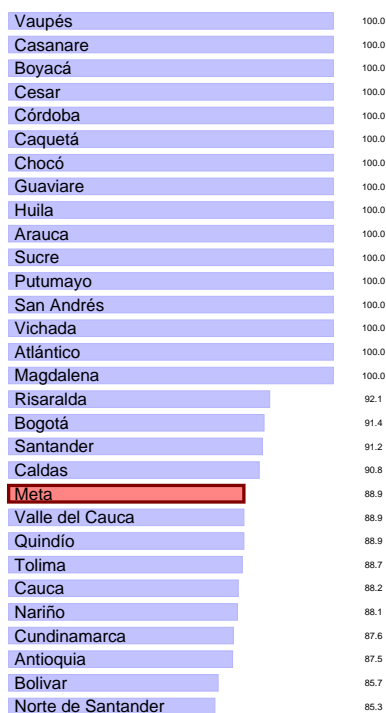 Vaupés 100.0
Casanare 100.0
Boyacá 100.0
Cesar 100.0
Córdoba 100.0
Caquetá 100.0
Chocó 100.0
Guaviare 100.0
Huila 100.0
Arauca 100.0
Sucre 100.0
Putumayo 100.0
San Andrés 100.0
Vichada 100.0
Atlántico 100.0
Magdalena 100.0
Risaralda 92.1
Bogotá 91.4
Santander 91.2
Caldas 90.8
Meta 88.9
Valle del Cauca 88.9
Quindío 88.9
Tolima 88.7
Cauca 88.2
Nariño 88.1
Cundinamarca 87.6
Antioquia 87.5
Bolivar 85.7
Norte de Santander 85.3